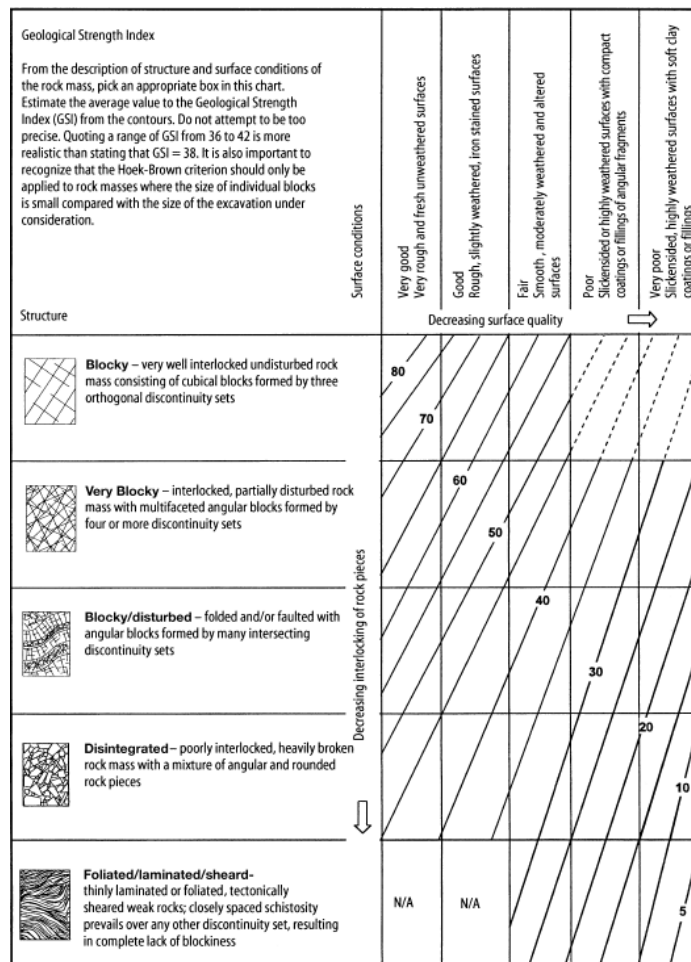 Geological Strength Index
From the description of structure and surface conditions of
the rock mass, pick an appropriate box in this chart.
Estimate the average value to the Geological Strength
Index (GSI) from the contours. Do not attempt to be too
precise. Quoting a range of GSI from 36 to 42 is more
realistic than stating that GSI = 38. It is also important to
recognize that the Hoek-Brown criterion should only be
applied to rock masses where the size of individual blocks
is small compared with the size of the excavation under
consideration.
Structure
Surface conditions
Very good
Very rough and fresh unweathered surfaces
Good
Rough, slightly weathered, iron stained surfaces
Fair
Smooth , moderately weathered and altered
surfaces
Poor
Slickensided or highly weathered surfaces with compact
coatings or fillings of angular fragments
Very poor
Slickensided, highly weathered surfaces with soft clay
coatings or fillings
Decreasing surface quality
Blocky – very well interlocked undisturbed rock
mass consisting of cubical blocks formed by three
orthogonal discontinuity sets
80
70
Very Blocky – interlocked, partially disturbed rock
mass with multifaceted angular blocks formed by
four or more discontinuity sets
60
50
Decreasing interlocking of rock pieces
Blocky/disturbed – folded and/or faulted with
angular blocks formed by many intersecting
discontinuity sets
40
30
Disintegrated – poorly interlocked, heavily broken
rock mass with a mixture of angular and rounded
rock pieces
20
10
Foliated/laminated/sheard-
thinly laminated or foliated, tectonically
sheared weak rocks; closely spaced schistosity
prevails over any other discontinuity set, resulting
in complete lack of blockiness
N/A
N/A
5